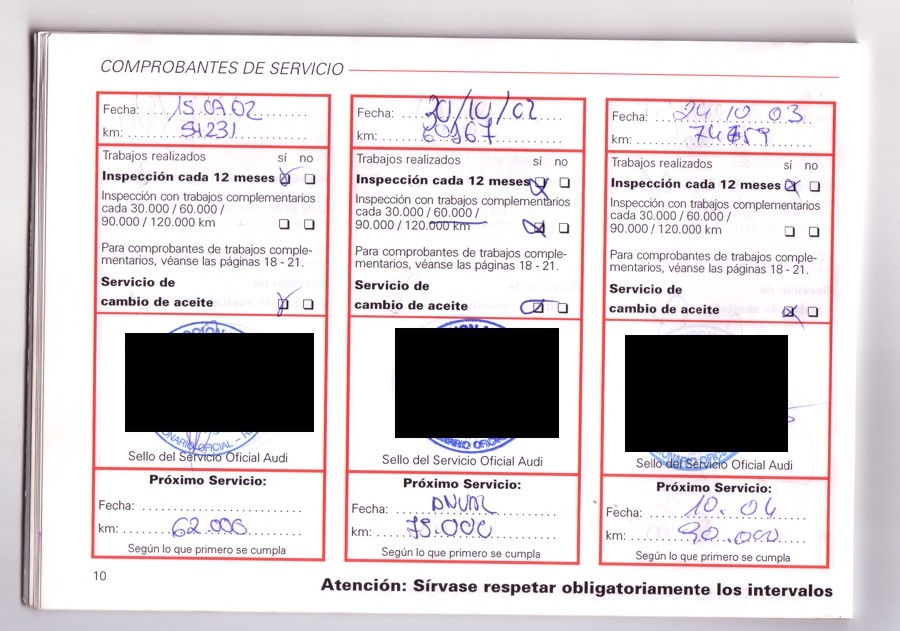 COMPROBANTES DE SERVICIO
Fecha: 15.07.02
km: 51231
Trabajos realizados sí no
Inspección cada 12 meses
Inspección con trabajos complementarios
cada 30.000 / 60.000 /
90.000 / 120.000 km
Para comprobantes de trabajos comple-
mentarios, véanse las páginas 18 - 21.
Servicio de
cambio de aceite
Sello del Servicio Oficial Audi
Próximo Servicio:
Fecha:
km: 62.000
Según lo que primero se cumpla
Fecha: 30/10/02
km: 60967
Trabajos realizados sí no
Inspección cada 12 meses
Inspección con trabajos complementarios
cada 30.000 / 60.000 /
90.000 / 120.000 km
Para comprobantes de trabajos comple-
mentarios, véanse las páginas 18 - 21.
Servicio de
cambio de aceite
Sello del Servicio Oficial Audi
Próximo Servicio:
Fecha: ANUAL
km: 75.000
Según lo que primero se cumpla
Fecha: 24 10 03
km:
Trabajos realizados sí no
Inspección cada 12 meses
Inspección con trabajos complementarios
cada 30.000 / 60.000 /
90.000 / 120.000 km
Para comprobantes de trabajos comple-
mentarios, véanse las páginas 18 - 21.
Servicio de
cambio de aceite
Sello del Servicio Oficial Audi
Próximo Servicio:
Fecha: 10.04
km: 90.000
Según lo que primero se cumpla
10
Atención: Sírvase respetar obligatoriamente los intervalos